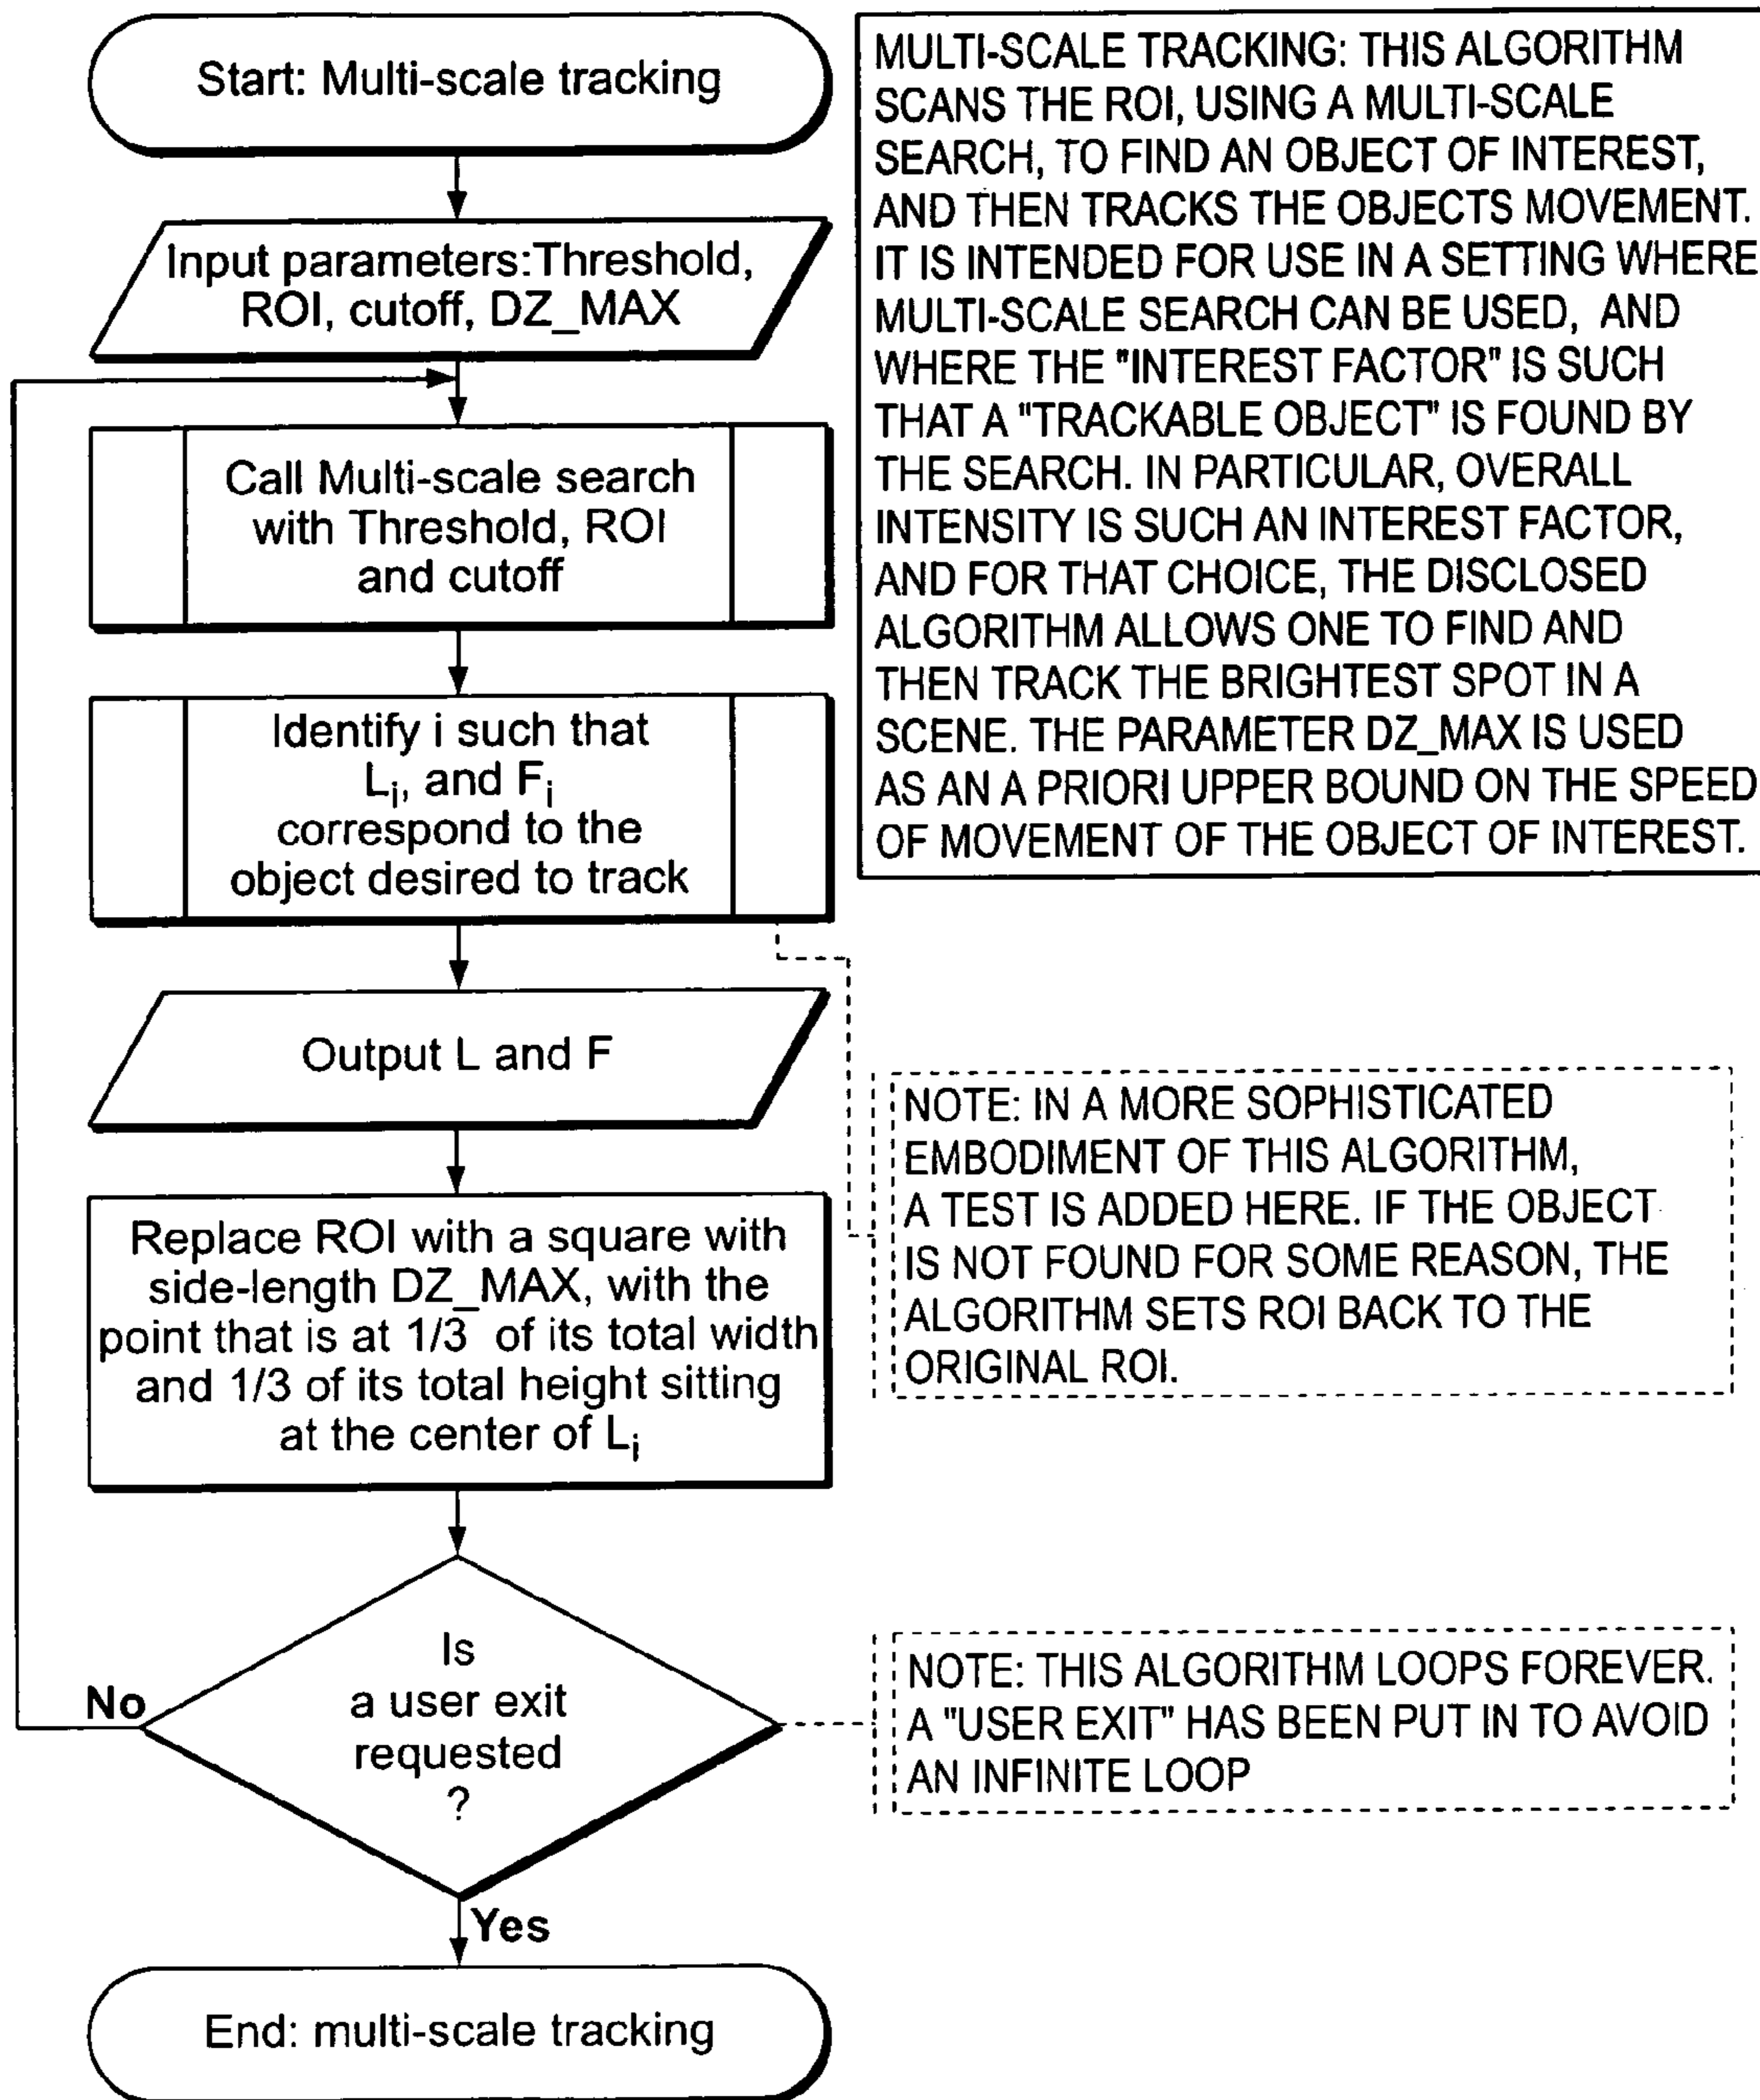 Start: Multi-scale tracking
Input parameters:Threshold,
ROI, cutoff, DZ_MAX
Call Multi-scale search
with Threshold, ROI
and cutoff
Identify i such that
Li, and Fi
correspond to the
object desired to track
Output L and F
Replace ROI with a square with
side-length DZ_MAX, with the
point that is at 1/3 of its total width
and 1/3 of its total height sitting
at the center of Li
Is
a user exit
requested
?
No
Yes
End: multi-scale tracking
MULTI-SCALE TRACKING: THIS ALGORITHM
SCANS THE ROI, USING A MULTI-SCALE
SEARCH, TO FIND AN OBJECT OF INTEREST,
AND THEN TRACKS THE OBJECTS MOVEMENT.
IT IS INTENDED FOR USE IN A SETTING WHERE
MULTI-SCALE SEARCH CAN BE USED, AND
WHERE THE "INTEREST FACTOR" IS SUCH
THAT A "TRACKABLE OBJECT" IS FOUND BY
THE SEARCH. IN PARTICULAR, OVERALL
INTENSITY IS SUCH AN INTEREST FACTOR,
AND FOR THAT CHOICE, THE DISCLOSED
ALGORITHM ALLOWS ONE TO FIND AND
THEN TRACK THE BRIGHTEST SPOT IN A
SCENE. THE PARAMETER DZ_MAX IS USED
AS AN A PRIORI UPPER BOUND ON THE SPEED
OF MOVEMENT OF THE OBJECT OF INTEREST.
NOTE: IN A MORE SOPHISTICATED
EMBODIMENT OF THIS ALGORITHM,
A TEST IS ADDED HERE. IF THE OBJECT
IS NOT FOUND FOR SOME REASON, THE
ALGORITHM SETS ROI BACK TO THE
ORIGINAL ROI.
NOTE: THIS ALGORITHM LOOPS FOREVER.
A "USER EXIT" HAS BEEN PUT IN TO AVOID
AN INFINITE LOOP